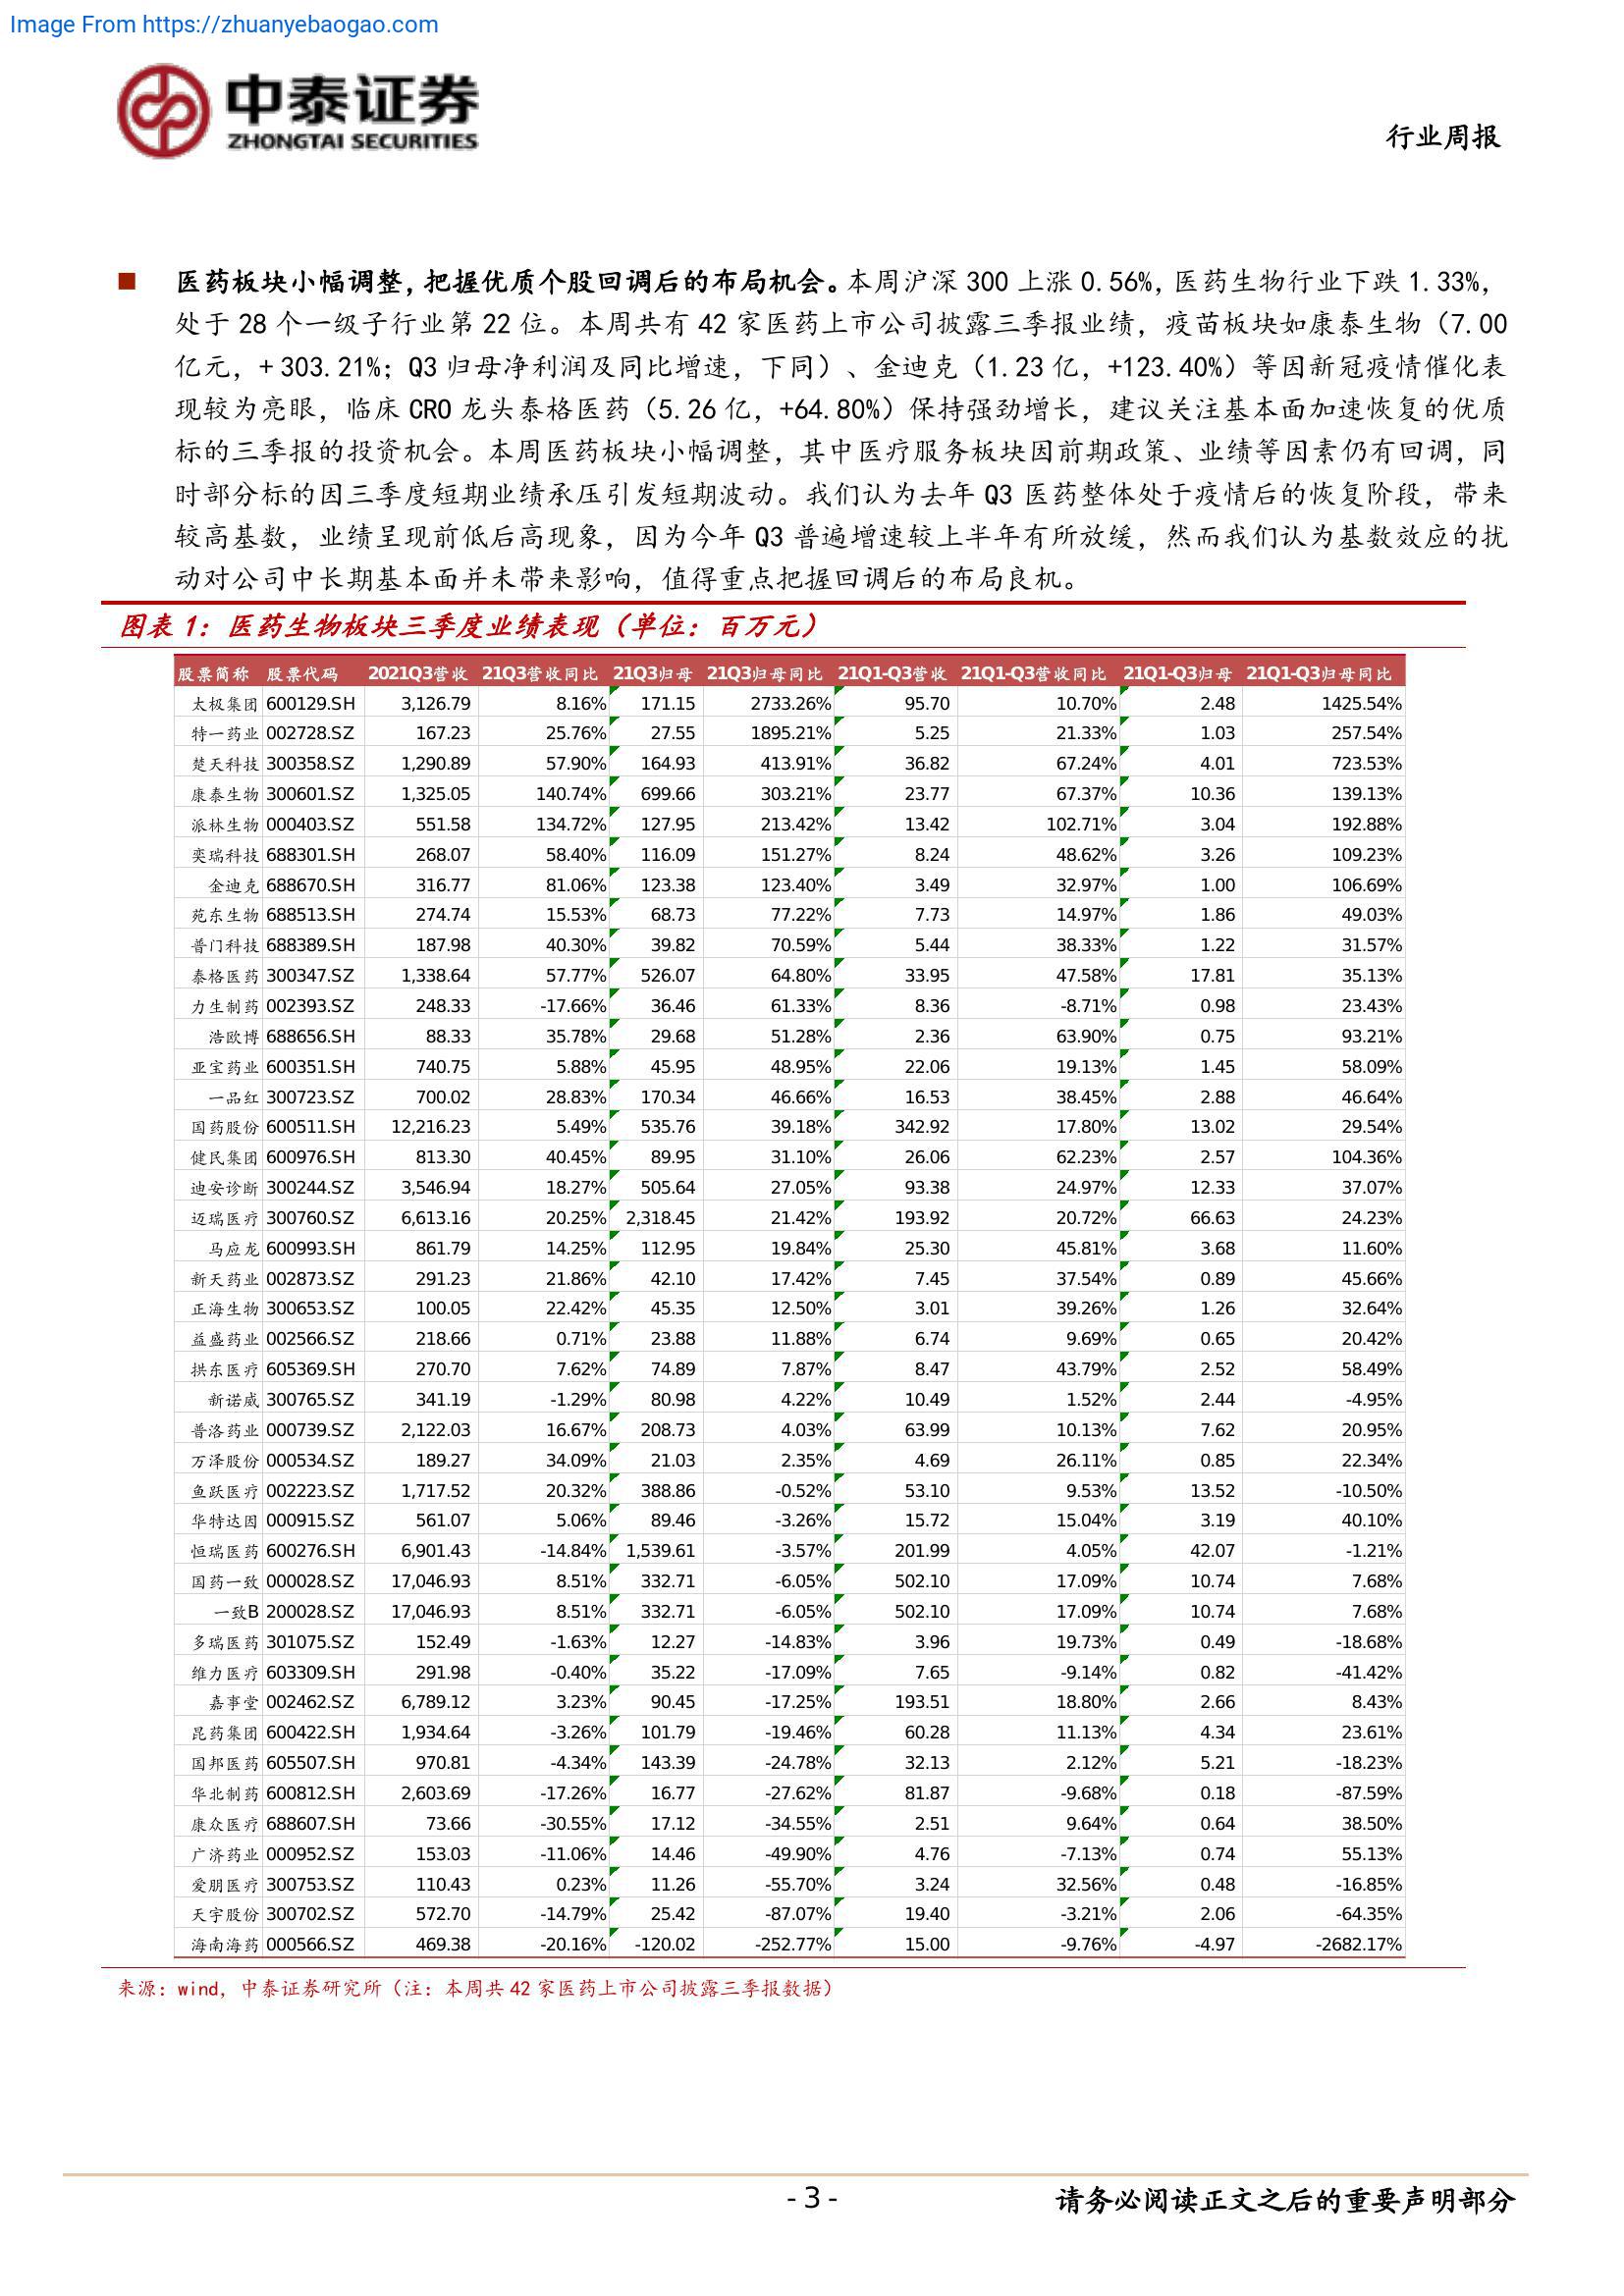 Image From https://zhuanyebaogao.com
中泰证券
ZHONGTAI SECURITIES
行业周报
■ 医药板块小幅调整，把握优质个股回调后的布局机会。本周沪深 300 上涨 0.56%，医药生物行业下跌 1.33%，
处于 28 个一级子行业第 22 位。本周共有 42 家医药上市公司披露三季报业绩，疫苗板块如康泰生物（7.00
亿元，+ 303.21%；Q3 归母净利润及同比增速，下同）、金迪克（1.23 亿，+123.40%）等因新冠疫情催化表
现较为亮眼，临床 CRO 龙头泰格医药（5.26 亿，+64.80%）保持强劲增长，建议关注基本面加速恢复的优质
标的三季报的投资机会。本周医药板块小幅调整，其中医疗服务板块因前期政策、业绩等因素仍有回调，同
时部分标的因三季度短期业绩承压引发短期波动。我们认为去年 Q3 医药整体处于疫情后的恢复阶段，带来
较高基数，业绩呈现前低后高现象，因为今年 Q3 普遍增速较上半年有所放缓，然而我们认为基数效应的扰
动对公司中长期基本面并未带来影响，值得重点把握回调后的布局良机。
图表 1：医药生物板块三季度业绩表现（单位：百万元）
股票简称 股票代码 2021Q3营收 21Q3营收同比 21Q3归母 21Q3归母同比 21Q1-Q3营收 21Q1-Q3营收同比 21Q1-Q3归母 21Q1-Q3归母同比
太极集团 600129.SH 3,126.79 8.16% 171.15 2733.26% 95.70 10.70% 2.48 1425.54%
特一药业 002728.SZ 167.23 25.76% 27.55 1895.21% 5.25 21.33% 1.03 257.54%
楚天科技 300358.SZ 1,290.89 57.90% 164.93 413.91% 36.82 67.24% 4.01 723.53%
康泰生物 300601.SZ 1,325.05 140.74% 699.66 303.21% 23.77 67.37% 10.36 139.13%
派林生物 000403.SZ 551.58 134.72% 127.95 213.42% 13.42 102.71% 3.04 192.88%
奕瑞科技 688301.SH 268.07 58.40% 116.09 151.27% 8.24 48.62% 3.26 109.23%
金迪克 688670.SH 316.77 81.06% 123.38 123.40% 3.49 32.97% 1.00 106.69%
苑东生物 688513.SH 274.74 15.53% 68.73 77.22% 7.73 14.97% 1.86 49.03%
普门科技 688389.SH 187.98 40.30% 39.82 70.59% 5.44 38.33% 1.22 31.57%
泰格医药 300347.SZ 1,338.64 57.77% 526.07 64.80% 33.95 47.58% 17.81 35.13%
力生制药 002393.SZ 248.33 -17.66% 36.46 61.33% 8.36 -8.71% 0.98 23.43%
浩欧博 688656.SH 88.33 35.78% 29.68 51.28% 2.36 63.90% 0.75 93.21%
亚宝药业 600351.SH 740.75 5.88% 45.95 48.95% 22.06 19.13% 1.45 58.09%
一品红 300723.SZ 700.02 28.83% 170.34 46.66% 16.53 38.45% 2.88 46.64%
国药股份 600511.SH 12,216.23 5.49% 535.76 39.18% 342.92 17.80% 13.02 29.54%
健民集团 600976.SH 813.30 40.45% 89.95 31.10% 26.06 62.23% 2.57 104.36%
迪安诊断 300244.SZ 3,546.94 18.27% 505.64 27.05% 93.38 24.97% 12.33 37.07%
迈瑞医疗 300760.SZ 6,613.16 20.25% 2,318.45 21.42% 193.92 20.72% 66.63 24.23%
马应龙 600993.SH 861.79 14.25% 112.95 19.84% 25.30 45.81% 3.68 11.60%
新天药业 002873.SZ 291.23 21.86% 42.10 17.42% 7.45 37.54% 0.89 45.66%
正海生物 300653.SZ 100.05 22.42% 45.35 12.50% 3.01 39.26% 1.26 32.64%
益盛药业 002566.SZ 218.66 0.71% 23.88 11.88% 6.74 9.69% 0.65 20.42%
拱东医疗 605369.SH 270.70 7.62% 74.89 7.87% 8.47 43.79% 2.52 58.49%
新诺威 300765.SZ 341.19 -1.29% 80.98 4.22% 10.49 1.52% 2.44 -4.95%
普洛药业 000739.SZ 2,122.03 16.67% 208.73 4.03% 63.99 10.13% 7.62 20.95%
万泽股份 000534.SZ 189.27 34.09% 21.03 2.35% 4.69 26.11% 0.85 22.34%
鱼跃医疗 002223.SZ 1,717.52 20.32% 388.86 -0.52% 53.10 9.53% 13.52 -10.50%
华特达因 000915.SZ 561.07 5.06% 89.46 -3.26% 15.72 15.04% 3.19 40.10%
恒瑞医药 600276.SH 6,901.43 -14.84% 1,539.61 -3.57% 201.99 4.05% 42.07 -1.21%
国药一致 000028.SZ 17,046.93 8.51% 332.71 -6.05% 502.10 17.09% 10.74 7.68%
一致B 200028.SZ 17,046.93 8.51% 332.71 -6.05% 502.10 17.09% 10.74 7.68%
多瑞医药 301075.SZ 152.49 -1.63% 12.27 -14.83% 3.96 19.73% 0.49 -18.68%
维力医疗 603309.SH 291.98 -0.40% 35.22 -17.09% 7.65 -9.14% 0.82 -41.42%
嘉事堂 002462.SZ 6,789.12 3.23% 90.45 -17.25% 193.51 18.80% 2.66 8.43%
昆药集团 600422.SH 1,934.64 -3.26% 101.79 -19.46% 60.28 11.13% 4.34 23.61%
国邦医药 605507.SH 970.81 -4.34% 143.39 -24.78% 32.13 2.12% 5.21 -18.23%
华北制药 600812.SH 2,603.69 -17.26% 16.77 -27.62% 81.87 -9.68% 0.18 -87.59%
康众医疗 688607.SH 73.66 -30.55% 17.12 -34.55% 2.51 9.64% 0.64 38.50%
广济药业 000952.SZ 153.03 -11.06% 14.46 -49.90% 4.76 -7.13% 0.74 55.13%
爱朋医疗 300753.SZ 110.43 0.23% 11.26 -55.70% 3.24 32.56% 0.48 -16.85%
天宇股份 300702.SZ 572.70 -14.79% 25.42 -87.07% 19.40 -3.21% 2.06 -64.35%
海南海药 000566.SZ 469.38 -20.16% -120.02 -252.77% 15.00 -9.76% -4.97 -2682.17%
来源：wind，中泰证券研究所（注：本周共 42 家医药上市公司披露三季报数据）
- 3 -
请务必阅读正文之后的重要声明部分